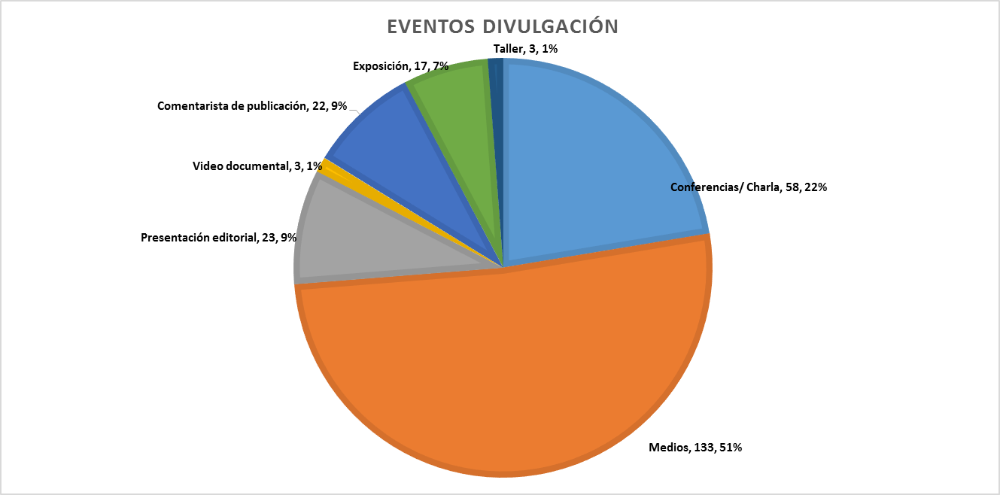 EVENTOS DIVULGACIÓN
Taller, 3, 1%
Exposición, 17, 7%
Comentarista de publicación, 22, 9%
Video documental, 3, 1%
Conferencias/ Charla, 58, 22%
Presentación editorial, 23, 9%
Medios, 133, 51%